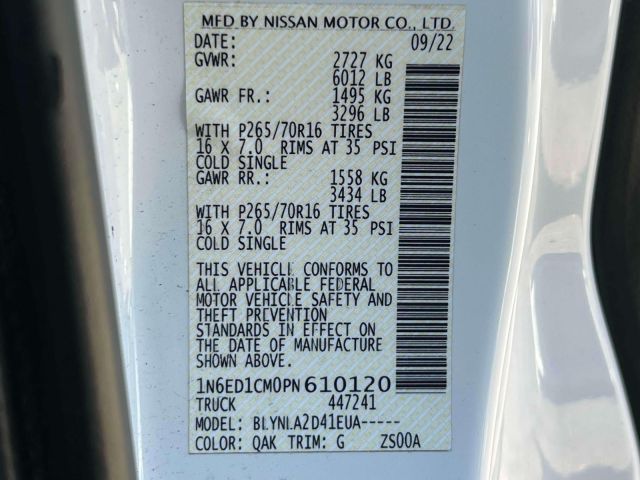 MFD BY NISSAN MOTOR CO., LTD.
DATE: 09/22
GVWR: 2727 KG
6012 LB
GAWR FR.: 1495 KG
3296 LB
WITH P265/70R16 TIRES
16 X 7.0 RIMS AT 35 PSI
COLD SINGLE
GAWR RR.: 1558 KG
3434 LB
WITH P265/70R16 TIRES
16 X 7.0 RIMS AT 35 PSI
COLD SINGLE
THIS VEHICLE CONFORMS TO
ALL APPLICABLE FEDERAL
MOTOR VEHICLE SAFETY AND
THEFT PREVENTION
STANDARDS IN EFFECT ON
THE DATE OF MANUFACTURE
SHOWN ABOVE.
1N6ED1CM0PN610120
TRUCK 447241
MODEL: BLYNLA2D41EUA-----
COLOR: QAK TRIM: G ZS00A